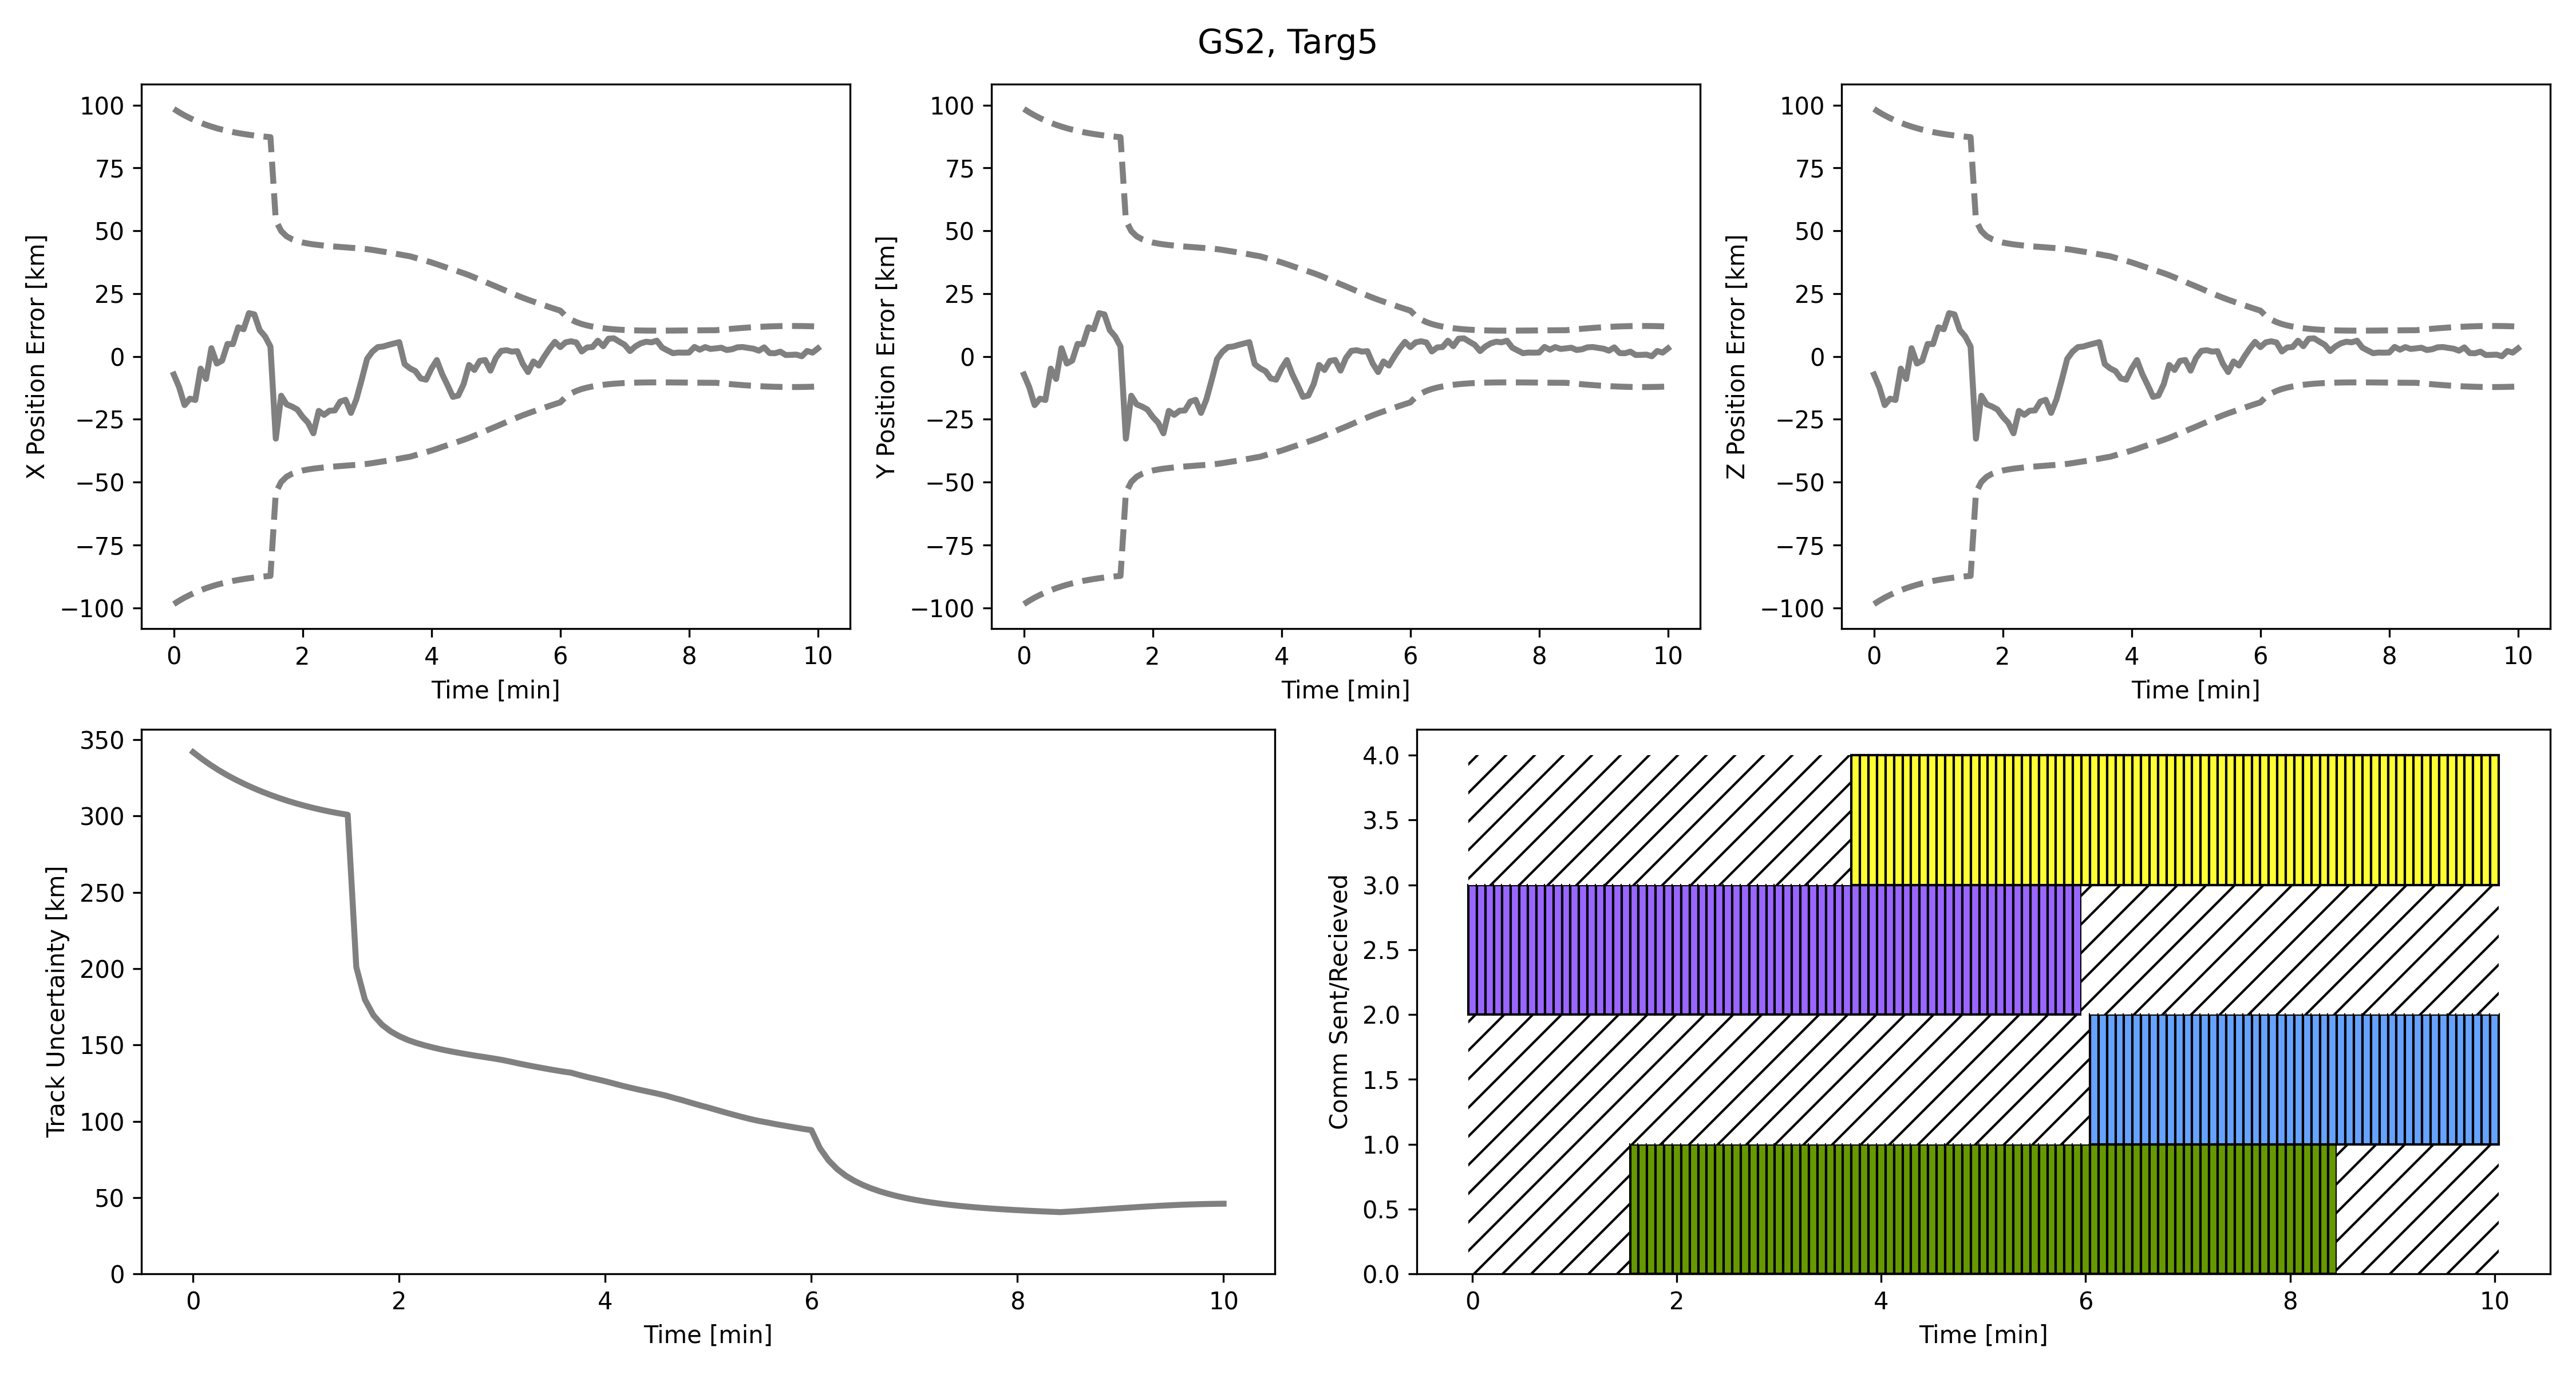 GS2, Targ5
X Position Error [km]
100
75
50
25
0
−25
−50
−75
−100
0 2 4 6 8 10
Time [min]
Y Position Error [km]
100
75
50
25
0
−25
−50
−75
−100
0 2 4 6 8 10
Time [min]
Z Position Error [km]
100
75
50
25
0
−25
−50
−75
−100
0 2 4 6 8 10
Time [min]
Track Uncertainty [km]
350
300
250
200
150
100
50
0
0 2 4 6 8 10
Time [min]
Comm Sent/Recieved
4.0
3.5
3.0
2.5
2.0
1.5
1.0
0.5
0.0
0 2 4 6 8 10
Time [min]